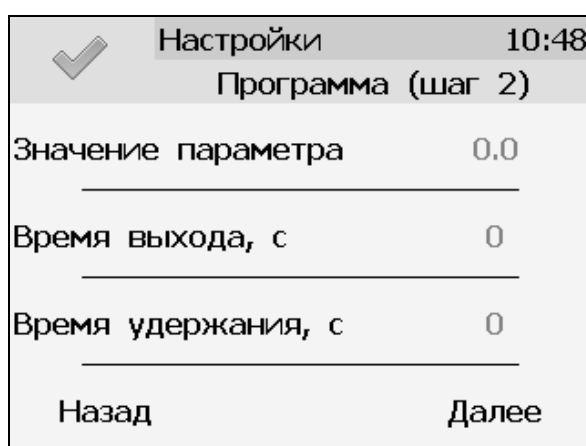 Настройки 10:48
Программа (шаг 2)
Значение параметра 0.0
Время выхода, с 0
Время удержания, с 0
Назад Далее